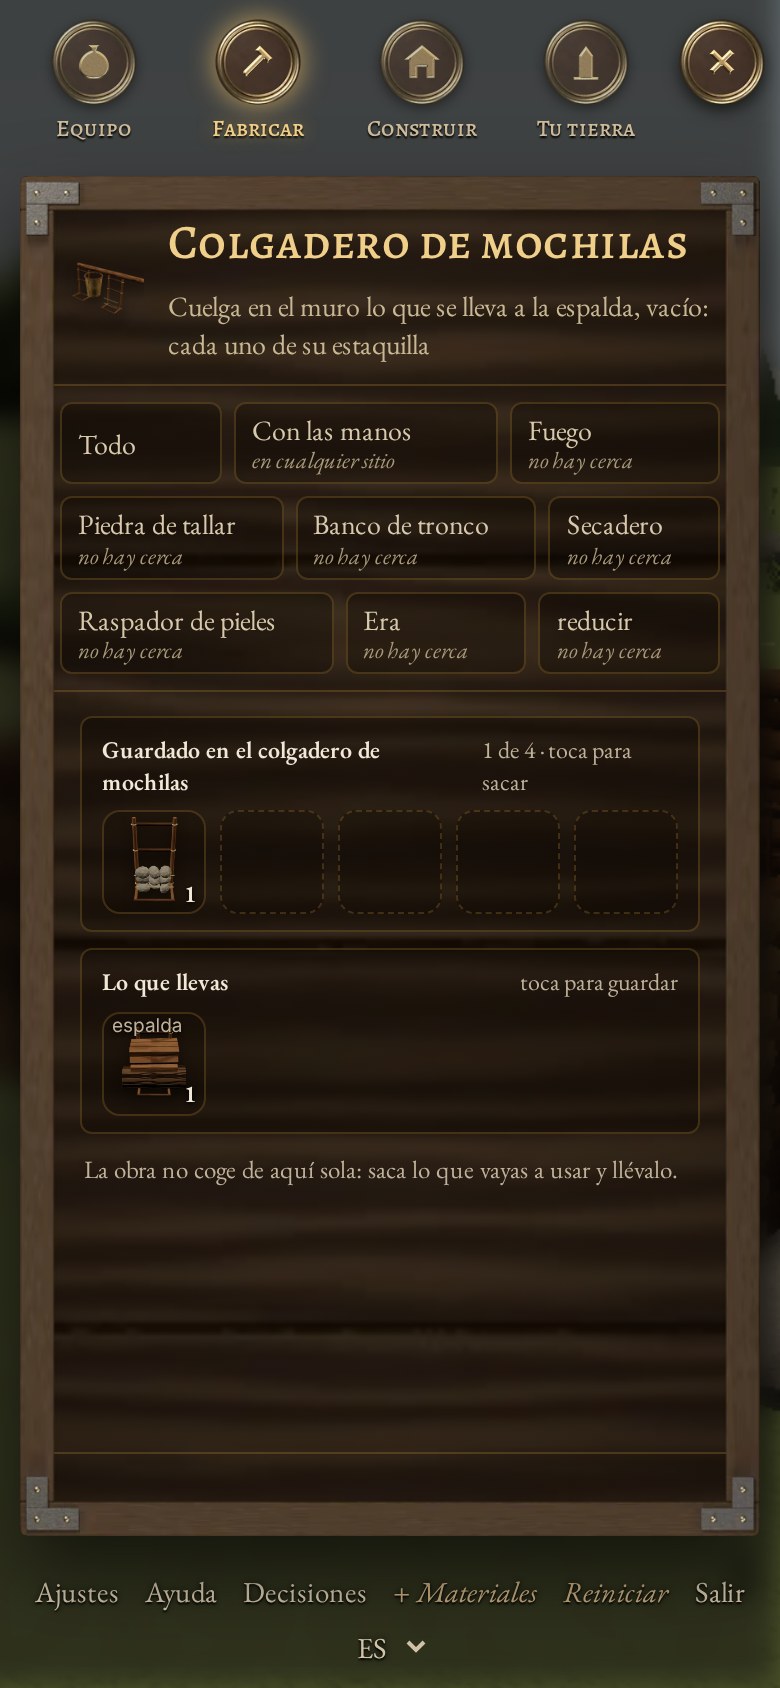 Equipo Fabricar Construir Tu tierra
Colgadero de mochilas
Cuelga en el muro lo que se lleva a la espalda, vacío:
cada uno de su estaquilla
Todo
Con las manos
en cualquier sitio
Fuego
no hay cerca
Piedra de tallar
no hay cerca
Banco de tronco
no hay cerca
Secadero
no hay cerca
Raspador de pieles
no hay cerca
Era
no hay cerca
reducir
no hay cerca
Guardado en el colgadero de
mochilas
1 de 4 · toca para
sacar
1
Lo que llevas
toca para guardar
espalda
1
La obra no coge de aquí sola: saca lo que vayas a usar y llévalo.
Ajustes Ayuda Decisiones + Materiales Reiniciar Salir
ES